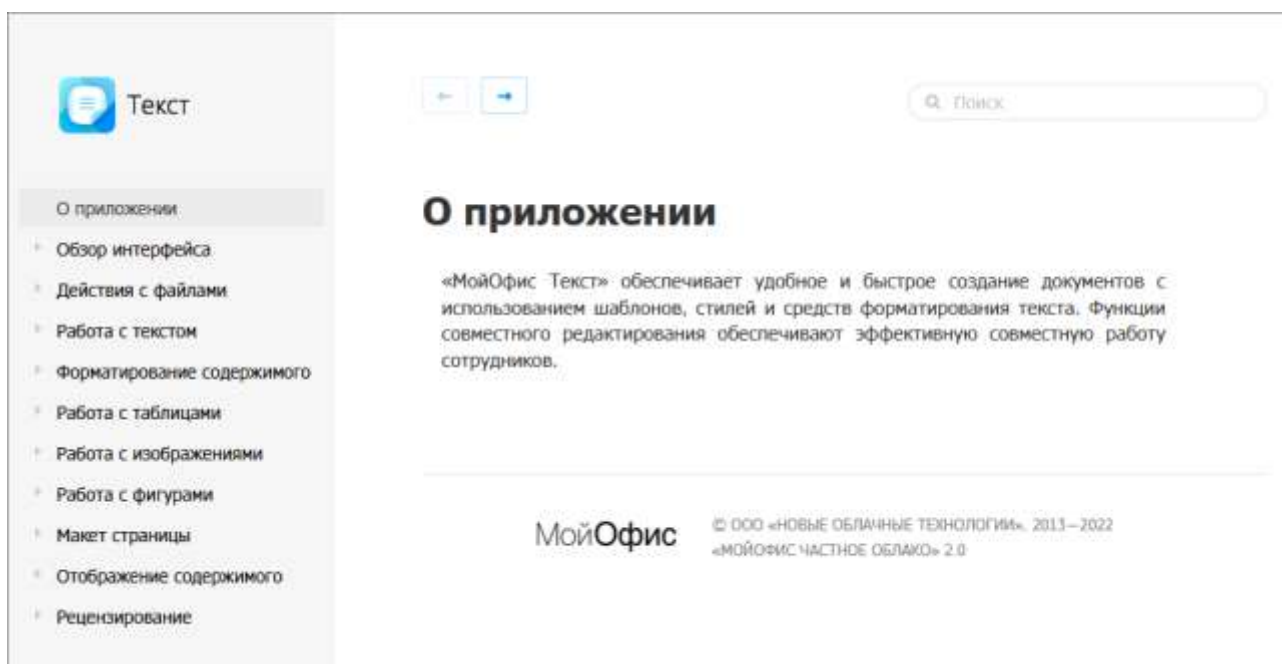 Текст
Поиск
О приложении
Обзор интерфейса
Действия с файлами
Работа с текстом
Форматирование содержимого
Работа с таблицами
Работа с изображениями
Работа с фигурами
Макет страницы
Отображение содержимого
Рецензирование
О приложении
«МойОфис Текст» обеспечивает удобное и быстрое создание документов с
использованием шаблонов, стилей и средств форматирования текста. Функции
совместного редактирования обеспечивают эффективную совместную работу
сотрудников.
МойОфис
© ООО «НОВЫЕ ОБЛАЧНЫЕ ТЕХНОЛОГИИ», 2013–2022
«МОЙОФИС ЧАСТНОЕ ОБЛАКО» 2.0